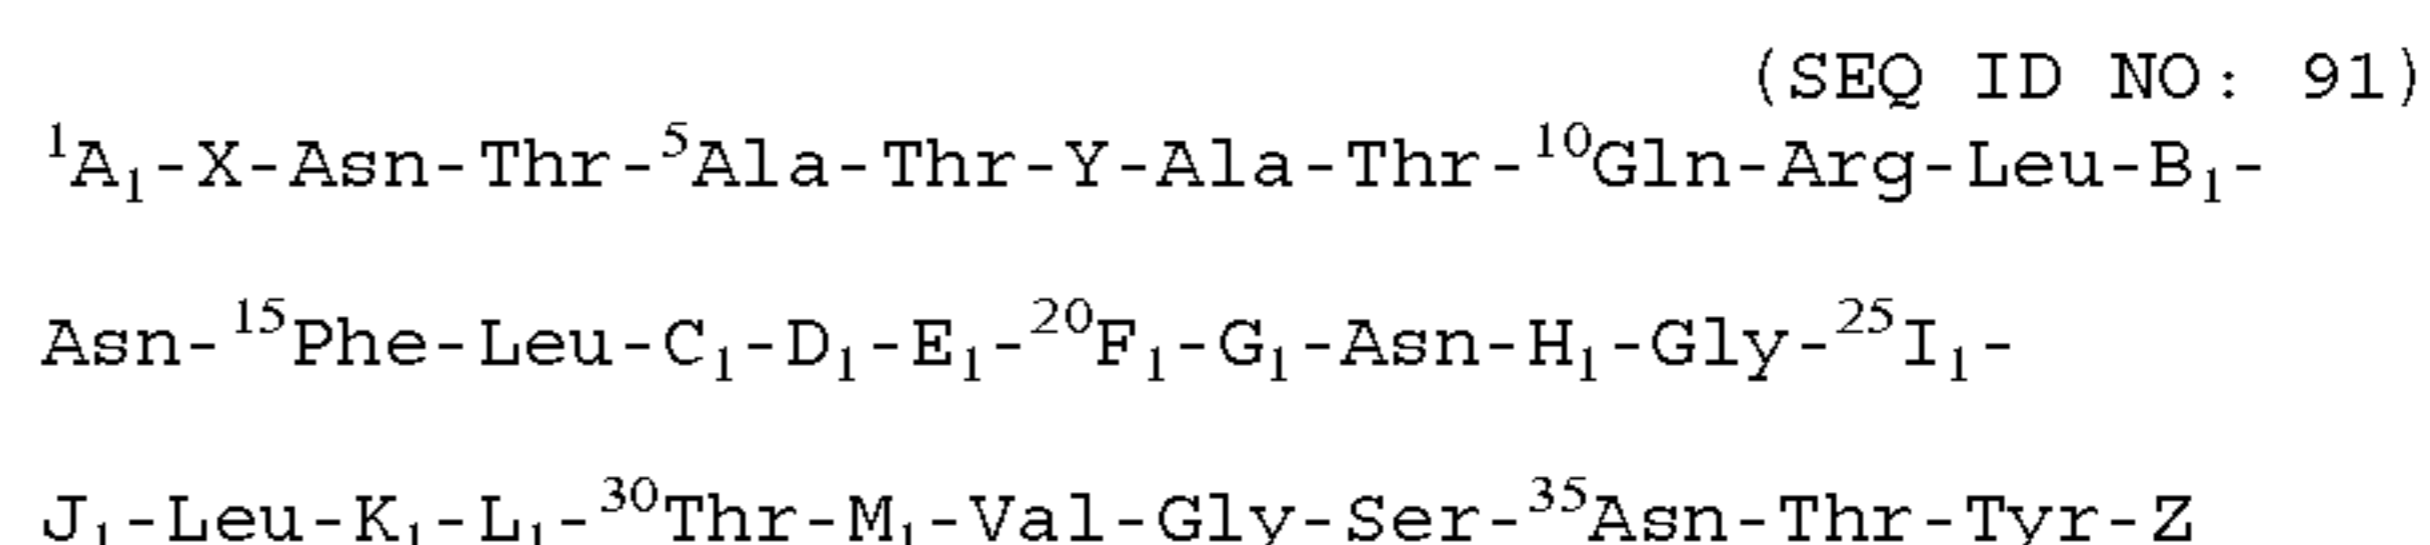 (SEQ ID NO: 91)
¹A₁-X-Asn-Thr-⁵Ala-Thr-Y-Ala-Thr-¹⁰Gln-Arg-Leu-B₁-
Asn-¹⁵Phe-Leu-C₁-D₁-E₁-²⁰F₁-G₁-Asn-H₁-Gly-²⁵I₁-
J₁-Leu-K₁-L₁-³⁰Thr-M₁-Val-Gly-Ser-³⁵Asn-Thr-Tyr-Z